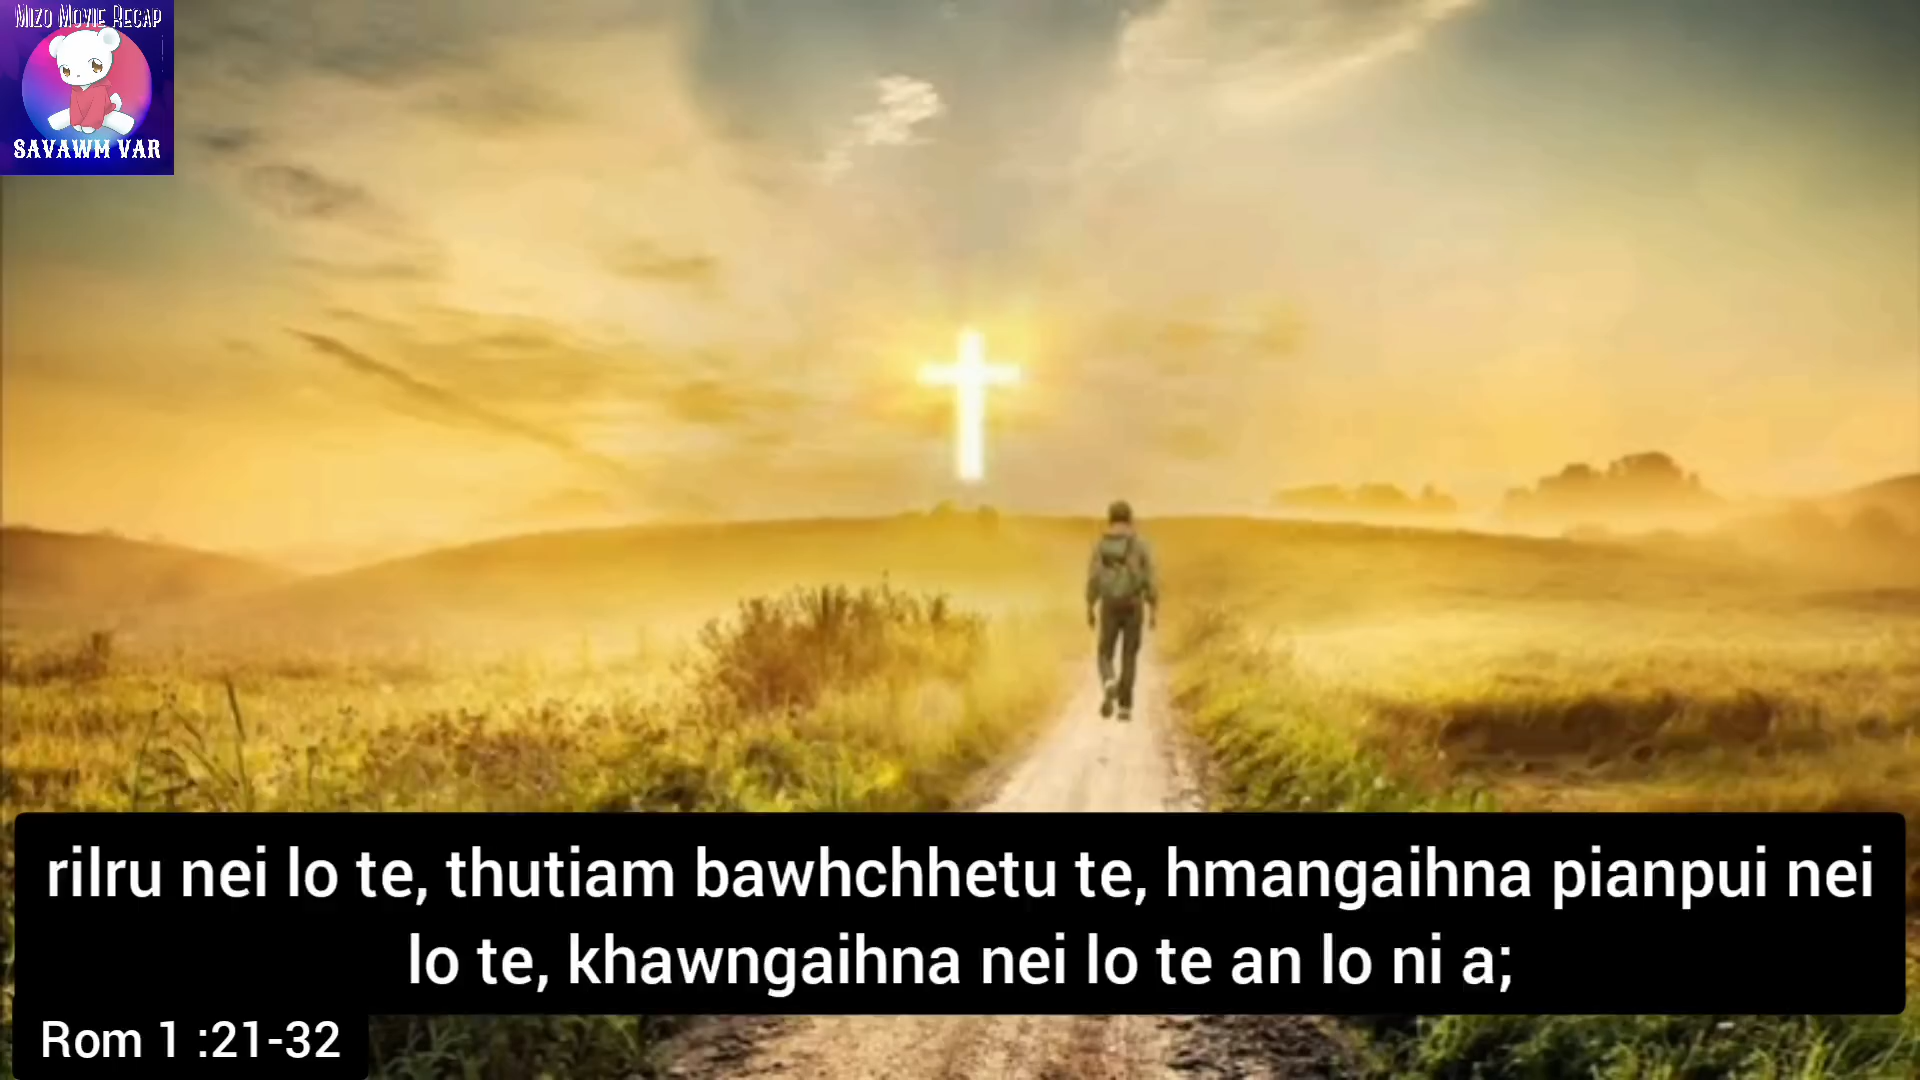 MIZO MOVIE RECAP
SAVAWM VAR
rilru nei lo te, thutiam bawhchhetu te, hmangaihna pianpui nei
lo te, khawngaihna nei lo te an lo ni a;
Rom 1 :21-32